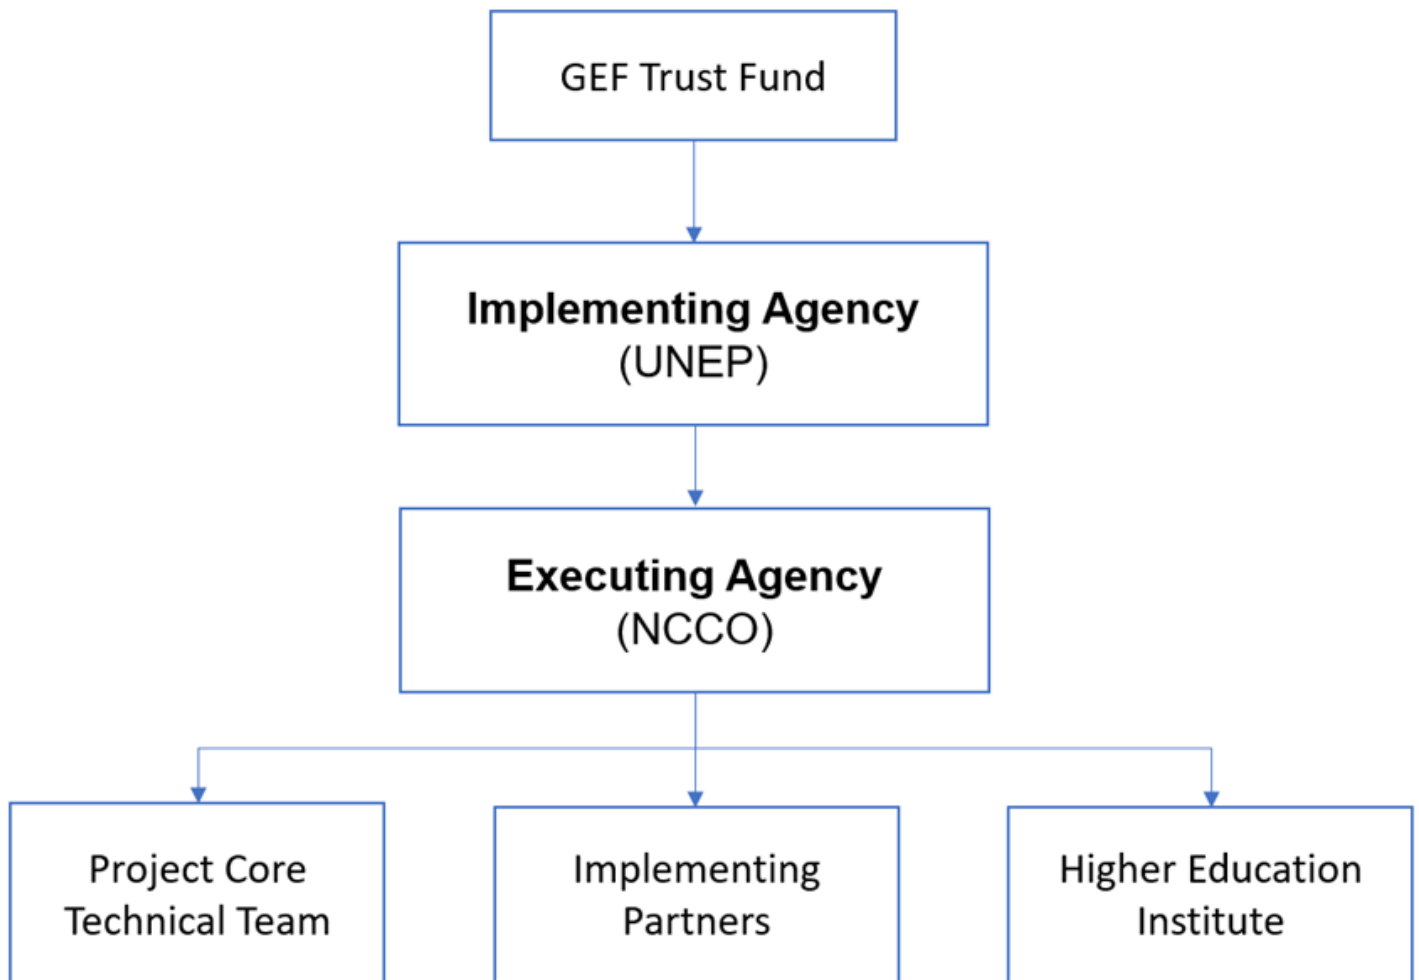 GEF Trust Fund
Implementing Agency
(UNEP)
Executing Agency
(NCCO)
Project Core
Technical Team
Implementing
Partners
Higher Education
Institute